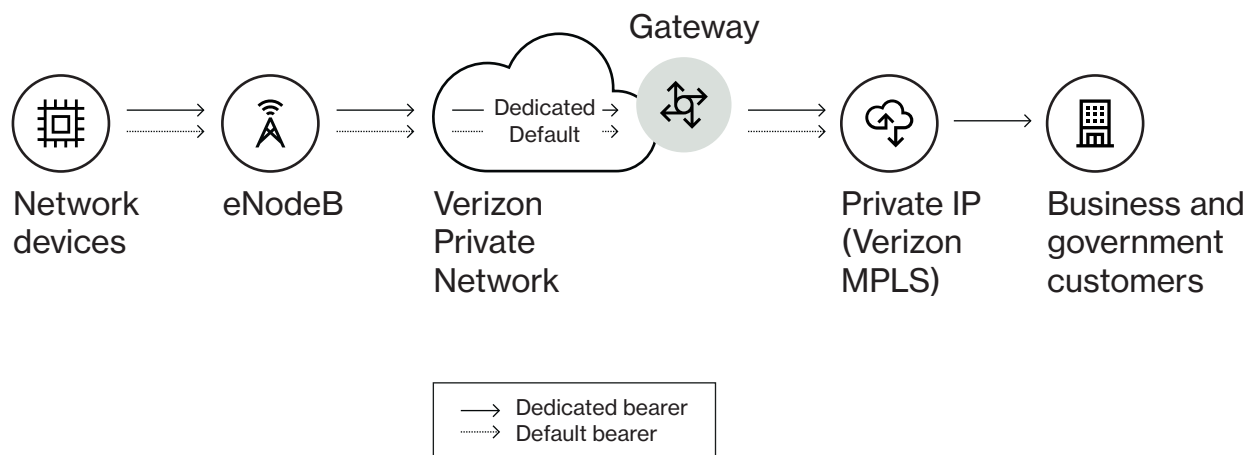 Gateway
Dedicated
Default
Network
devices
eNodeB
Verizon
Private
Network
Private IP
(Verizon
MPLS)
Business and
government
customers
Dedicated bearer
Default bearer